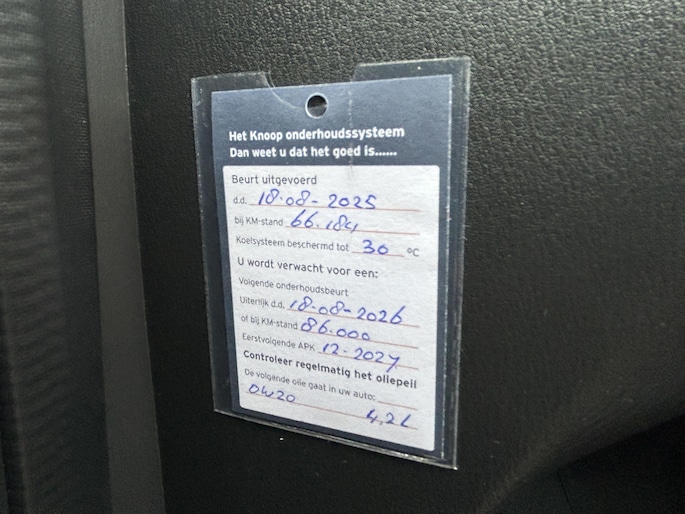 Het Knoop onderhoudssysteem
Dan weet u dat het goed is......
Beurt uitgevoerd
d.d. 18-08-2025
bij KM-stand 66.184
Koelsysteem beschermd tot 30 °C
U wordt verwacht voor een:
Volgende onderhoudsbeurt
Uiterlijk d.d. 18-08-2026
of bij KM-stand 86.000
Eerstvolgende APK 12-2027
Controleer regelmatig het oliepeil
De volgende olie gaat in uw auto:
0W20 4,2L